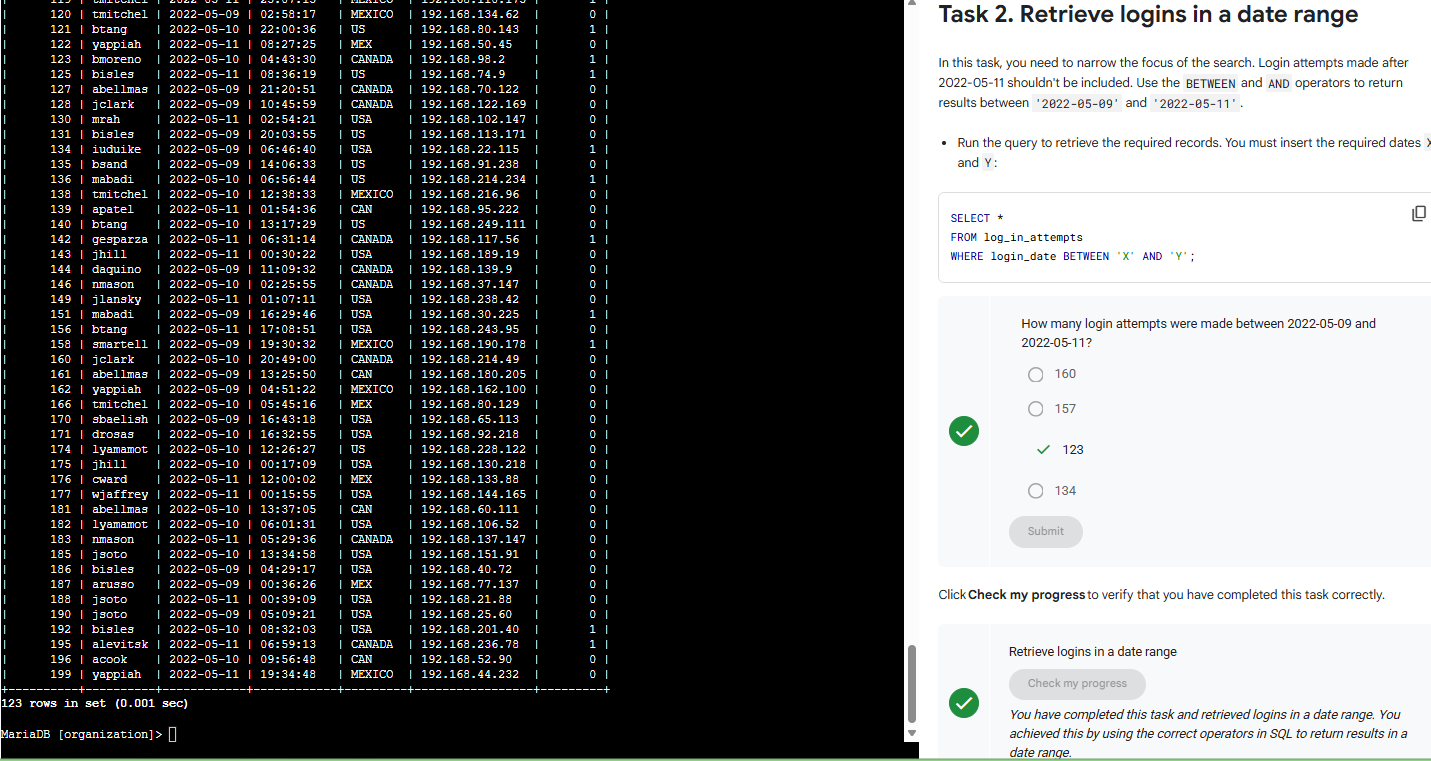 120 | tmitchel | 2022-05-09 | 02:58:17 | MEXICO | 192.168.134.62 | 0 |
| 121 | btang | 2022-05-10 | 22:00:36 | US | 192.168.80.143 | 1 |
| 122 | yappiah | 2022-05-11 | 08:27:25 | MEX | 192.168.50.45 | 0 |
| 123 | bmoreno | 2022-05-10 | 04:43:30 | CANADA | 192.168.98.2 | 1 |
| 125 | bisles | 2022-05-11 | 08:36:19 | US | 192.168.74.9 | 1 |
| 127 | abellmas | 2022-05-09 | 21:20:51 | CANADA | 192.168.70.122 | 0 |
| 128 | jclark | 2022-05-09 | 10:45:59 | CANADA | 192.168.122.169 | 0 |
| 130 | mrah | 2022-05-11 | 02:54:21 | USA | 192.168.102.147 | 0 |
| 131 | bisles | 2022-05-09 | 20:03:55 | US | 192.168.113.171 | 0 |
| 134 | iuduike | 2022-05-09 | 06:46:40 | USA | 192.168.22.115 | 1 |
| 135 | bsand | 2022-05-09 | 14:06:33 | US | 192.168.91.238 | 0 |
| 136 | mabadi | 2022-05-10 | 06:56:44 | US | 192.168.214.234 | 1 |
| 138 | tmitchel | 2022-05-10 | 12:38:33 | MEXICO | 192.168.216.96 | 0 |
| 139 | apatel | 2022-05-11 | 01:54:36 | CAN | 192.168.95.222 | 0 |
| 140 | btang | 2022-05-10 | 13:17:29 | US | 192.168.249.111 | 0 |
| 142 | gesparza | 2022-05-11 | 06:31:14 | CANADA | 192.168.117.56 | 1 |
| 143 | jhill | 2022-05-11 | 00:30:22 | USA | 192.168.189.19 | 0 |
| 144 | daquino | 2022-05-09 | 11:09:32 | CANADA | 192.168.139.9 | 0 |
| 146 | nmason | 2022-05-10 | 02:25:55 | CANADA | 192.168.37.147 | 0 |
| 149 | jlansky | 2022-05-11 | 01:07:11 | USA | 192.168.238.42 | 0 |
| 151 | mabadi | 2022-05-09 | 16:29:46 | USA | 192.168.30.225 | 1 |
| 156 | btang | 2022-05-11 | 17:08:51 | USA | 192.168.243.95 | 0 |
| 158 | smartell | 2022-05-09 | 19:30:32 | MEXICO | 192.168.190.178 | 1 |
| 160 | jclark | 2022-05-10 | 20:49:00 | CANADA | 192.168.214.49 | 0 |
| 161 | abellmas | 2022-05-09 | 13:25:50 | CAN | 192.168.180.205 | 0 |
| 162 | yappiah | 2022-05-09 | 04:51:22 | MEXICO | 192.168.162.100 | 0 |
| 166 | tmitchel | 2022-05-10 | 05:45:16 | MEX | 192.168.80.129 | 0 |
| 170 | sbaelish | 2022-05-09 | 16:43:18 | USA | 192.168.65.113 | 0 |
| 171 | drosas | 2022-05-10 | 16:32:55 | USA | 192.168.92.218 | 0 |
| 174 | lyamamot | 2022-05-10 | 12:26:27 | US | 192.168.228.122 | 0 |
| 175 | jhill | 2022-05-10 | 00:17:09 | USA | 192.168.130.218 | 0 |
| 176 | cward | 2022-05-11 | 12:00:02 | MEX | 192.168.133.88 | 0 |
| 177 | wjaffrey | 2022-05-11 | 00:15:55 | USA | 192.168.144.165 | 0 |
| 181 | abellmas | 2022-05-10 | 13:37:05 | CAN | 192.168.60.111 | 0 |
| 182 | lyamamot | 2022-05-10 | 06:01:31 | USA | 192.168.106.52 | 0 |
| 183 | nmason | 2022-05-11 | 05:29:36 | CANADA | 192.168.137.147 | 0 |
| 185 | jsoto | 2022-05-10 | 13:34:58 | USA | 192.168.151.91 | 0 |
| 186 | bisles | 2022-05-09 | 04:29:17 | USA | 192.168.40.72 | 0 |
| 187 | arusso | 2022-05-09 | 00:36:26 | MEX | 192.168.77.137 | 0 |
| 188 | jsoto | 2022-05-11 | 00:39:09 | USA | 192.168.21.88 | 0 |
| 190 | jsoto | 2022-05-09 | 05:09:21 | USA | 192.168.25.60 | 0 |
| 192 | bisles | 2022-05-10 | 08:32:03 | USA | 192.168.201.40 | 1 |
| 195 | alevitsk | 2022-05-11 | 06:59:13 | CANADA | 192.168.236.78 | 1 |
| 196 | acook | 2022-05-10 | 09:56:48 | CAN | 192.168.52.90 | 0 |
| 199 | yappiah | 2022-05-11 | 19:34:48 | MEXICO | 192.168.44.232 | 0 |
123 rows in set (0.001 sec)
MariaDB [organization]>
Task 2. Retrieve logins in a date range
In this task, you need to narrow the focus of the search. Login attempts made after
2022-05-11 shouldn't be included. Use the BETWEEN and AND operators to return
results between '2022-05-09' and '2022-05-11'.
• Run the query to retrieve the required records. You must insert the required dates X
and Y:
SELECT *
FROM log_in_attempts
WHERE login_date BETWEEN 'X' AND 'Y';
How many login attempts were made between 2022-05-09 and
2022-05-11?
160
157
123
134
Submit
Click Check my progress to verify that you have completed this task correctly.
Retrieve logins in a date range
Check my progress
You have completed this task and retrieved logins in a date range. You
achieved this by using the correct operators in SQL to return results in a
date range.